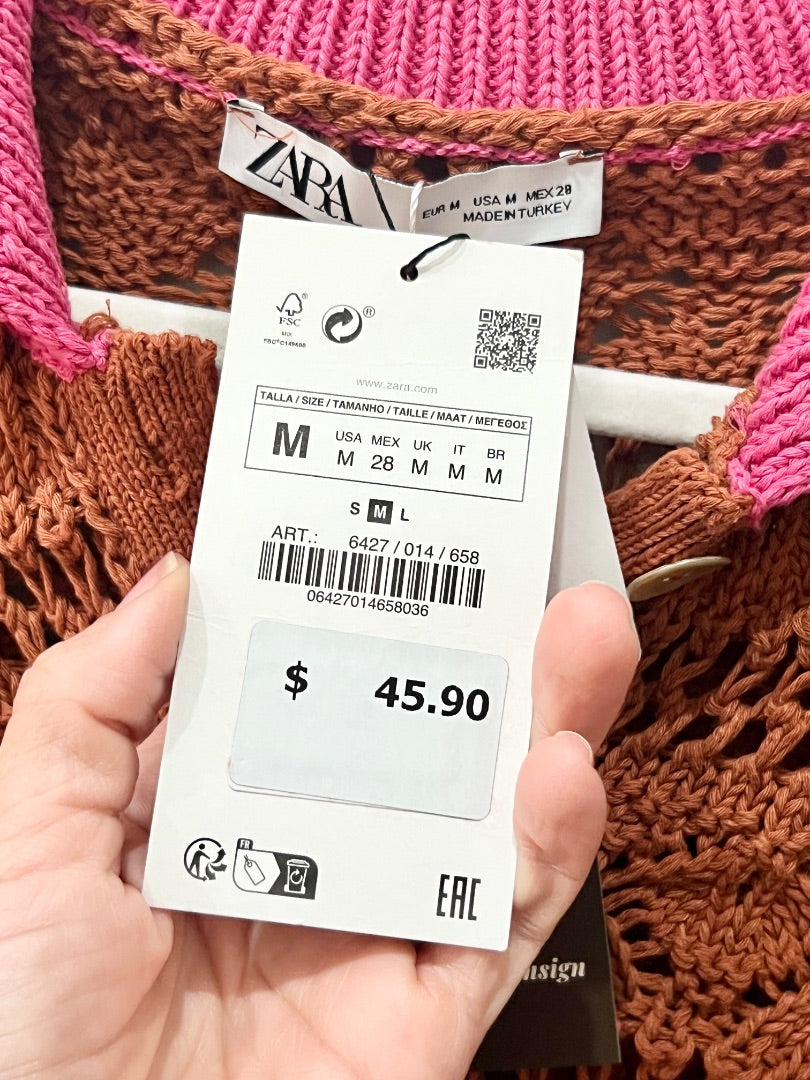 ZARA
EUR M USA M MEX 28
MADE IN TURKEY
FSC®
MIX
®
www.zara.com
TALLA / SIZE / TAMANHO / TAILLE / MAAT / ΜΕΓΕΘΟΣ
M
USA MEX UK IT BR
M 28 M M M
S M L
ART.: 6427 / 014 / 658
06427014658036
$ 45.90
FR
EAC